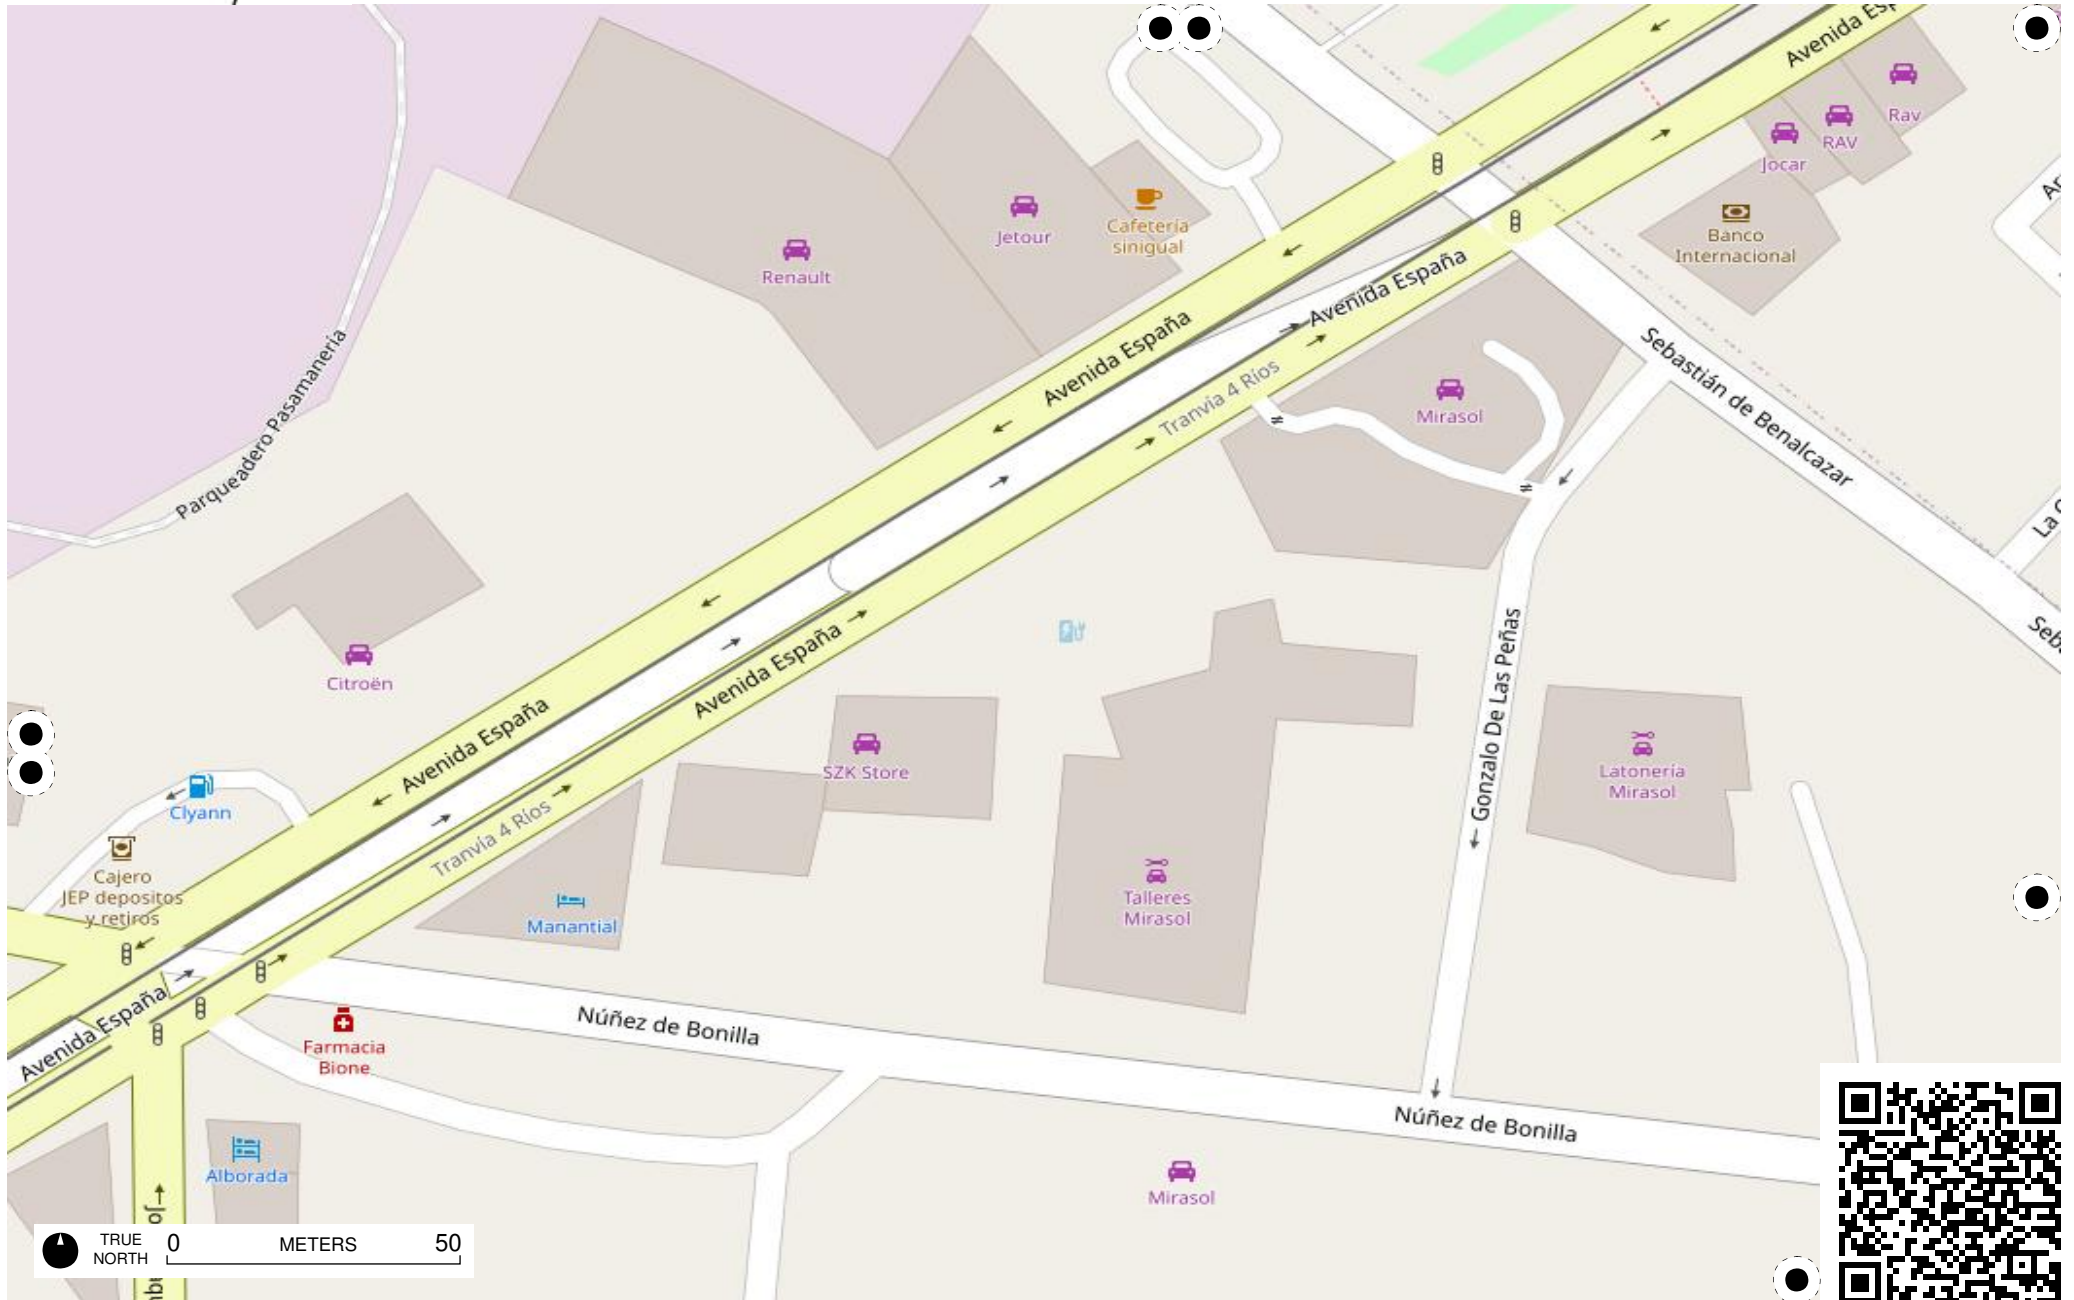 Avenida Esp
Rav
RAV
Jocar
Banco
Internacional
Cafetería
sinigual
Jetour
Renault
Avenida España
Avenida España
Tranvía 4 Ríos
Sebastián de Benalcazar
Mirasol
Parqueadero Pasamanería
La
Seb
Citroën
Avenida España
Avenida España
Gonzalo De Las Peñas
SZK Store
Latonería
Mirasol
Clyann
Tranvía 4 Ríos
Cajero
JEP depositos
y retiros
Manantial
Talleres
Mirasol
Avenida España
Núñez de Bonilla
Farmacia
Bione
Núñez de Bonilla
Alborada
Mirasol
TRUE
NORTH
0
METERS
50